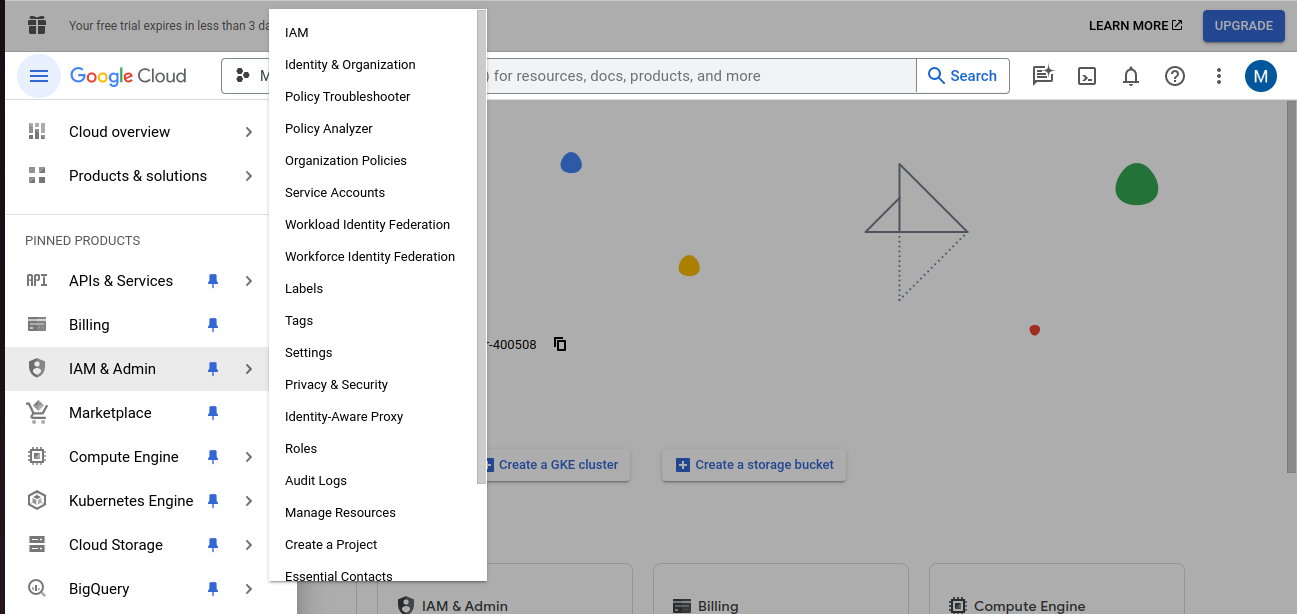 Your free trial expires in less than 3 da
LEARN MORE
UPGRADE
Google Cloud
M
) for resources, docs, products, and more
Search
M
Cloud overview
Products & solutions
PINNED PRODUCTS
API APIs & Services
Billing
IAM & Admin
Marketplace
Compute Engine
Kubernetes Engine
Cloud Storage
BigQuery
IAM
Identity & Organization
Policy Troubleshooter
Policy Analyzer
Organization Policies
Service Accounts
Workload Identity Federation
Workforce Identity Federation
Labels
Tags
Settings
Privacy & Security
Identity-Aware Proxy
Roles
Audit Logs
Manage Resources
Create a Project
Essential Contacts
r-400508
Create a GKE cluster
Create a storage bucket
IAM & Admin
Billing
Compute Engine